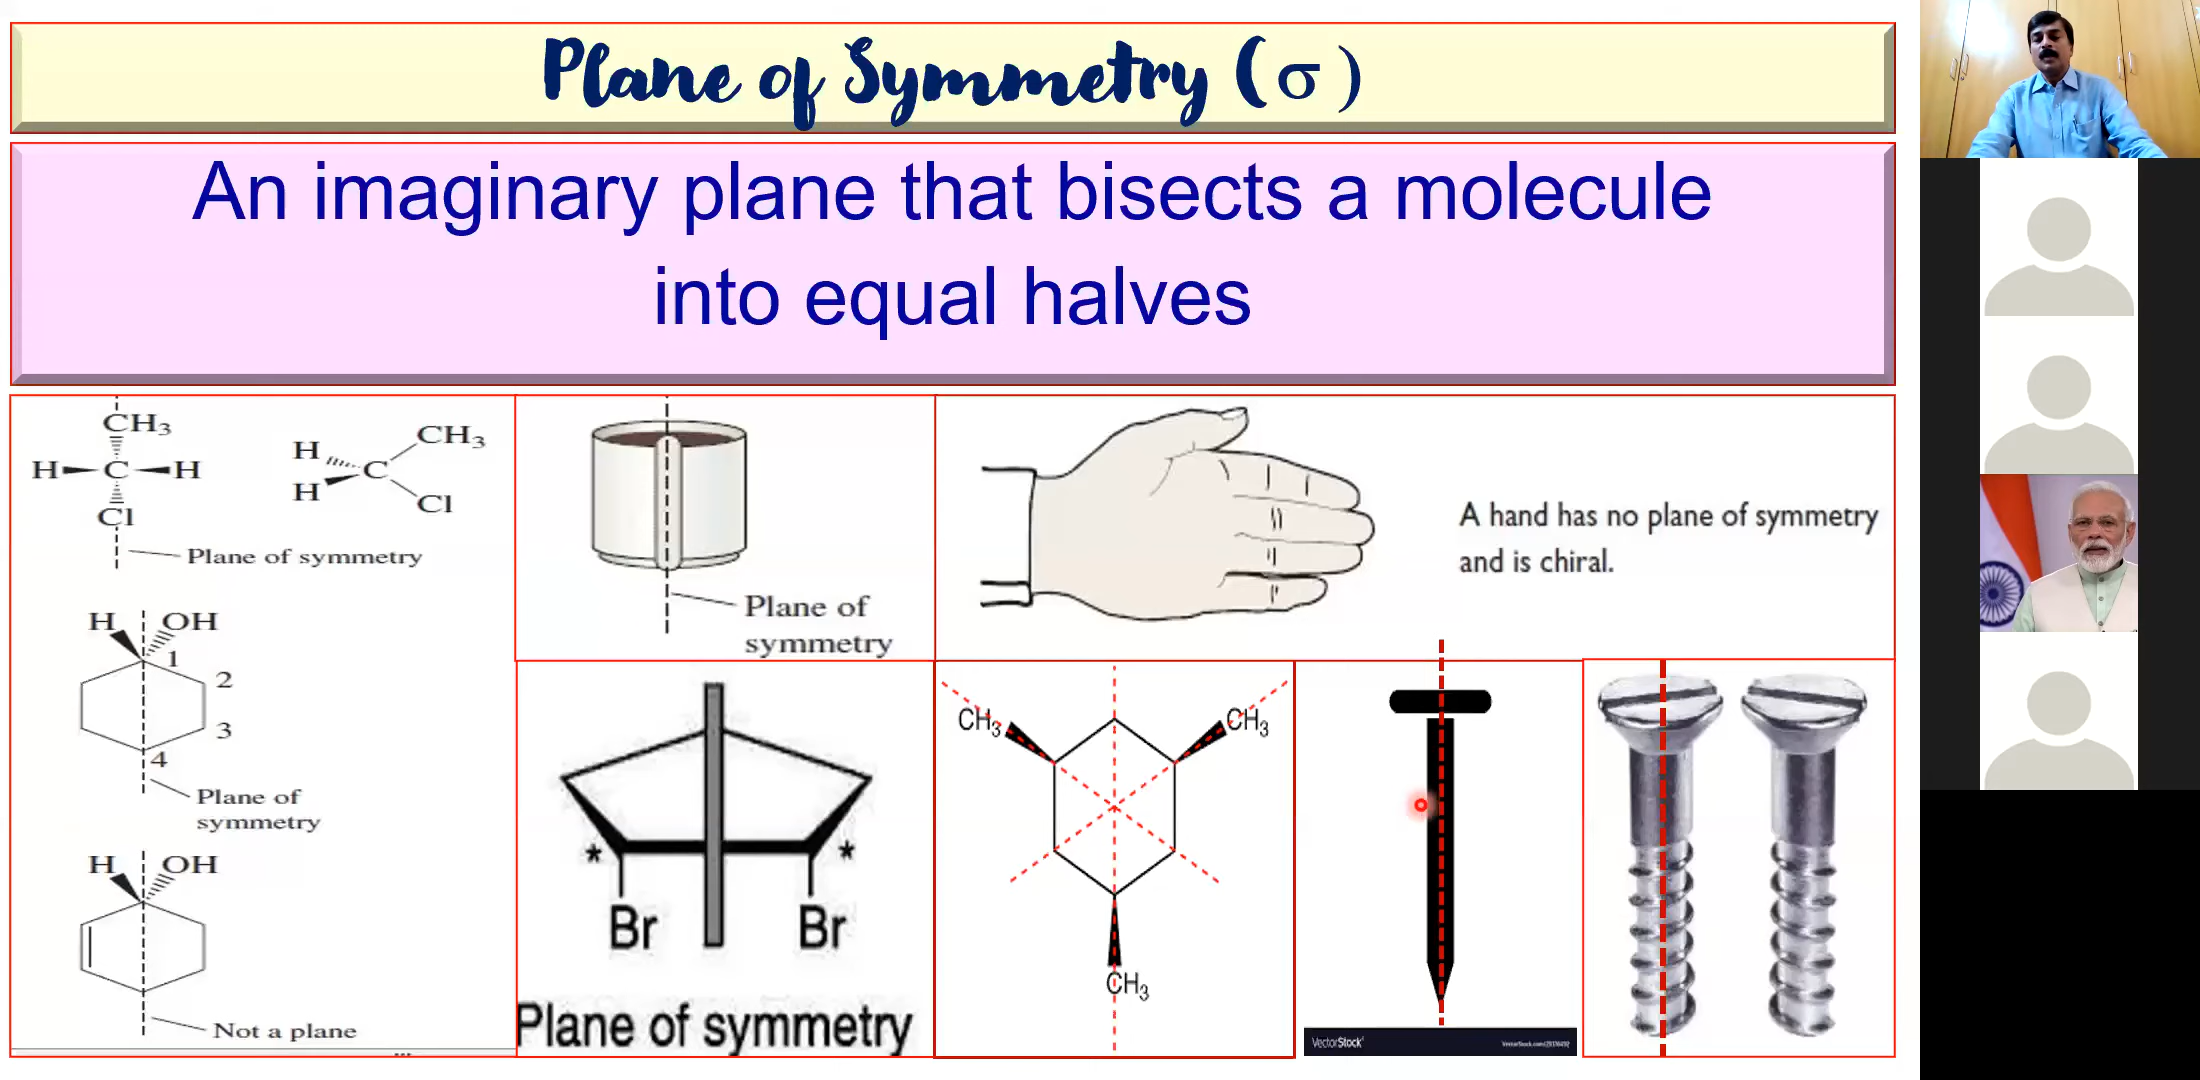 Plane of Symmetry (σ)
An imaginary plane that bisects a molecule
into equal halves
CH₃
H C H
Cl
Plane of symmetry
H CH₃
C
H Cl
H OH
1
2
3
4
Plane of
symmetry
H OH
Not a plane
Plane of
symmetry
A hand has no plane of symmetry
and is chiral.
* *
Br Br
Plane of symmetry
CH₃ CH₃
CH₃
VectorStock®